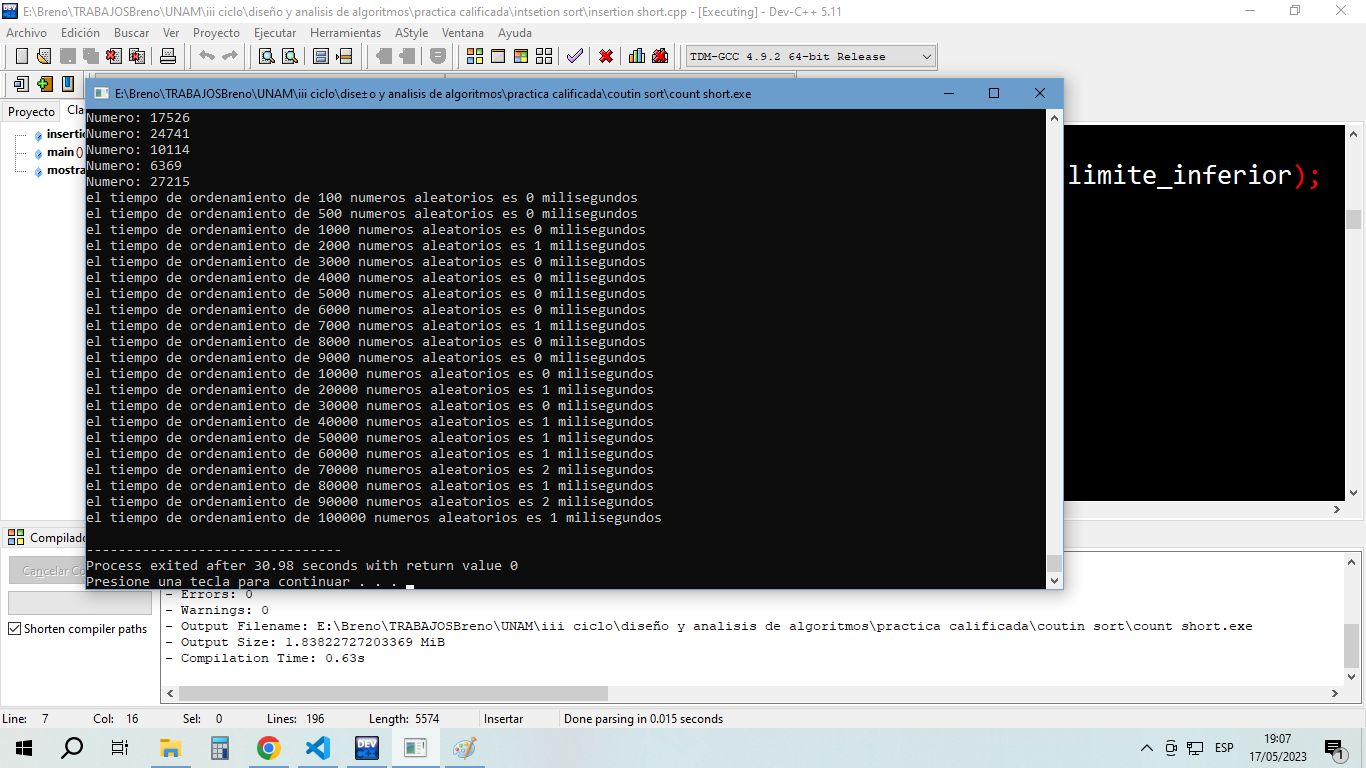 E:\Breno\TRABAJOSBreno\UNAM\iii ciclo\diseño y analisis de algoritmos\practica calificada\intsetion sort\insertion short.cpp - [Executing] - Dev-C++ 5.11
Archivo Edición Buscar Ver Proyecto Ejecutar Herramientas AStyle Ventana Ayuda
TDM-GCC 4.9.2 64-bit Release
E:\Breno\TRABAJOSBreno\UNAM\iii ciclo\dise±o y analisis de algoritmos\practica calificada\coutin sort\count short.exe
Proyecto Cla
insertio
main ()
mostra
limite_inferior);
Numero: 17526
Numero: 24741
Numero: 10114
Numero: 6369
Numero: 27215
el tiempo de ordenamiento de 100 numeros aleatorios es 0 milisegundos
el tiempo de ordenamiento de 500 numeros aleatorios es 0 milisegundos
el tiempo de ordenamiento de 1000 numeros aleatorios es 0 milisegundos
el tiempo de ordenamiento de 2000 numeros aleatorios es 1 milisegundos
el tiempo de ordenamiento de 3000 numeros aleatorios es 0 milisegundos
el tiempo de ordenamiento de 4000 numeros aleatorios es 0 milisegundos
el tiempo de ordenamiento de 5000 numeros aleatorios es 0 milisegundos
el tiempo de ordenamiento de 6000 numeros aleatorios es 0 milisegundos
el tiempo de ordenamiento de 7000 numeros aleatorios es 1 milisegundos
el tiempo de ordenamiento de 8000 numeros aleatorios es 0 milisegundos
el tiempo de ordenamiento de 9000 numeros aleatorios es 0 milisegundos
el tiempo de ordenamiento de 10000 numeros aleatorios es 0 milisegundos
el tiempo de ordenamiento de 20000 numeros aleatorios es 1 milisegundos
el tiempo de ordenamiento de 30000 numeros aleatorios es 0 milisegundos
el tiempo de ordenamiento de 40000 numeros aleatorios es 1 milisegundos
el tiempo de ordenamiento de 50000 numeros aleatorios es 1 milisegundos
el tiempo de ordenamiento de 60000 numeros aleatorios es 1 milisegundos
el tiempo de ordenamiento de 70000 numeros aleatorios es 2 milisegundos
el tiempo de ordenamiento de 80000 numeros aleatorios es 1 milisegundos
el tiempo de ordenamiento de 90000 numeros aleatorios es 2 milisegundos
el tiempo de ordenamiento de 100000 numeros aleatorios es 1 milisegundos
--------------------------------
Process exited after 30.98 seconds with return value 0
Presione una tecla para continuar . . .
Compilado
Cancelar Co
Shorten compiler paths
- Errors: 0
- Warnings: 0
- Output Filename: E:\Breno\TRABAJOSBreno\UNAM\iii ciclo\diseño y analisis de algoritmos\practica calificada\coutin sort\count short.exe
- Output Size: 1.83822727203369 MiB
- Compilation Time: 0.63s
Line: 7 Col: 16 Sel: 0 Lines: 196 Length: 5574 Insertar Done parsing in 0.015 seconds
DEV
ESP
19:07
17/05/2023
1